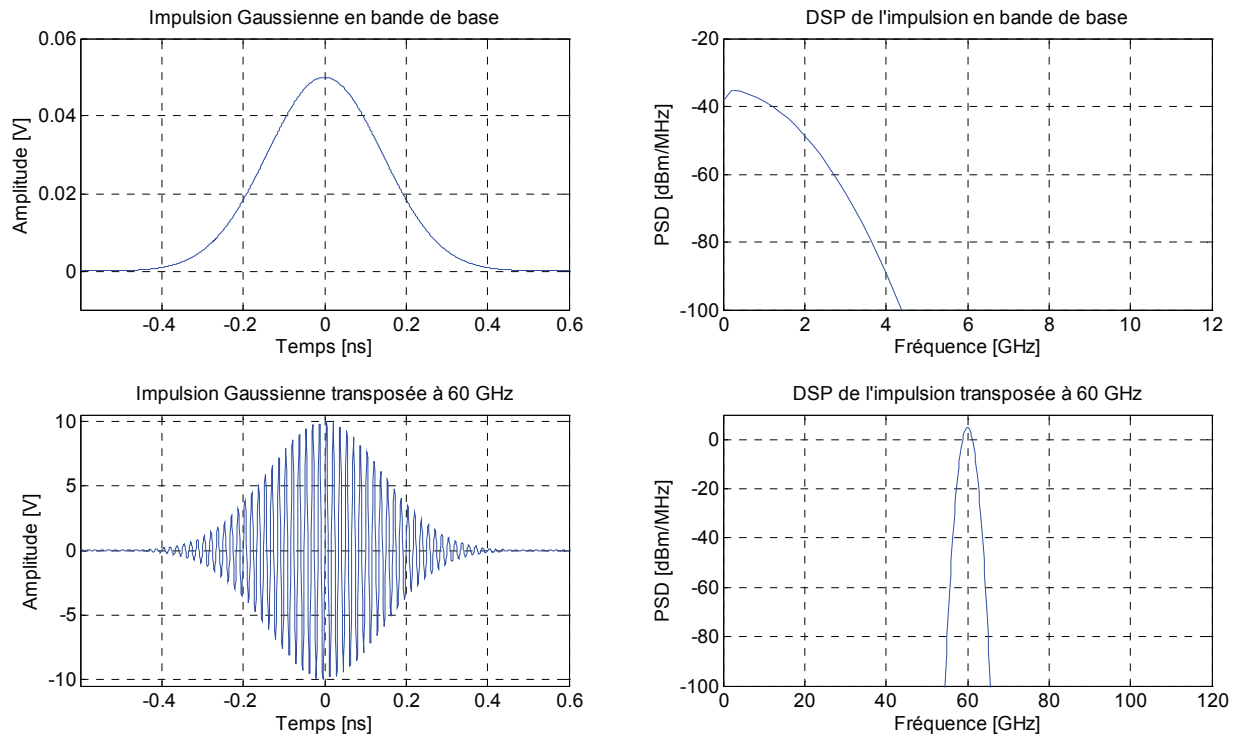 Impulsion Gaussienne en bande de base
0.06
0.04
0.02
0
Amplitude [V]
-0.4 -0.2 0 0.2 0.4 0.6
Temps [ns]
DSP de l'impulsion en bande de base
-20
-40
-60
-80
-100
PSD [dBm/MHz]
0 2 4 6 8 10 12
Fréquence [GHz]
Impulsion Gaussienne transposée à 60 GHz
10
5
0
-5
-10
Amplitude [V]
-0.4 -0.2 0 0.2 0.4 0.6
Temps [ns]
DSP de l'impulsion transposée à 60 GHz
0
-20
-40
-60
-80
-100
PSD [dBm/MHz]
0 20 40 60 80 100 120
Fréquence [GHz]